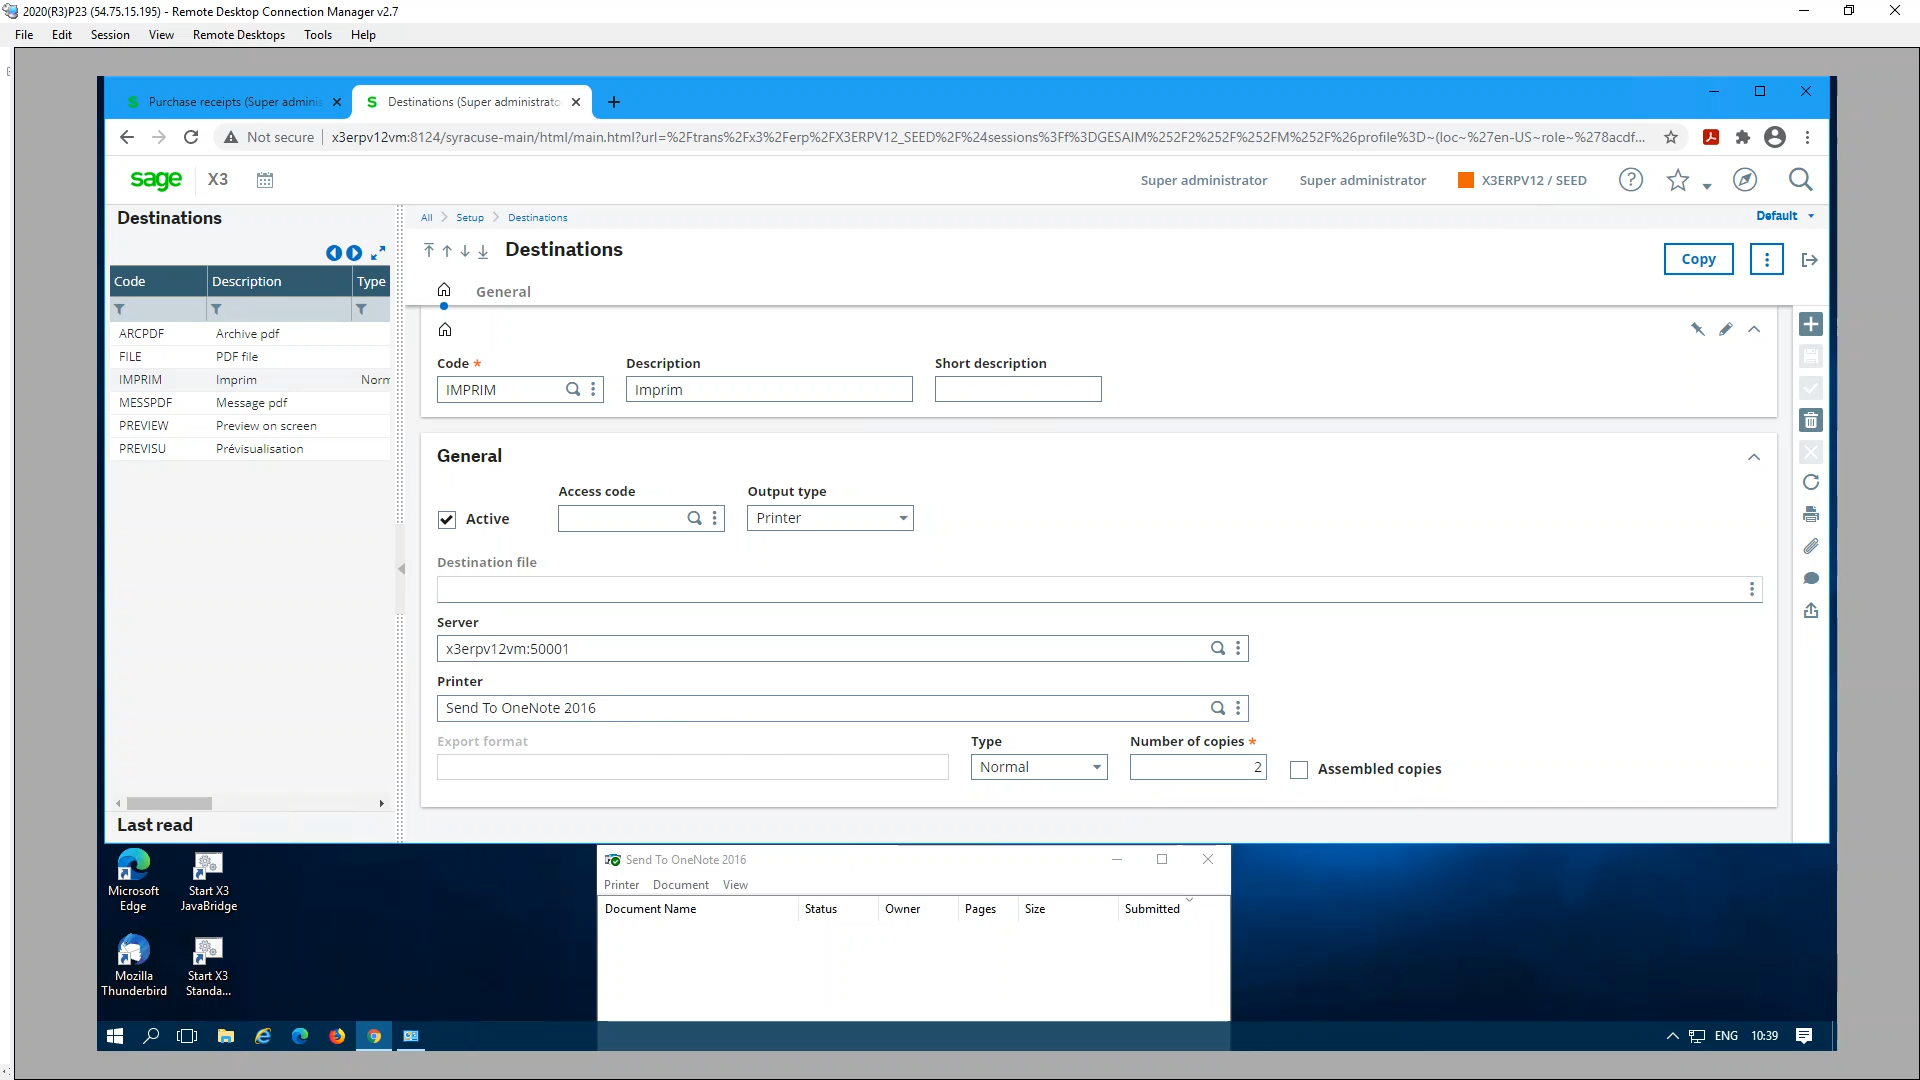 2020(R3)P23 (54.75.15.195) - Remote Desktop Connection Manager v2.7
File Edit Session View Remote Desktops Tools Help
Purchase receipts (Super adminis
Destinations (Super administrato
Not secure
x3erpv12vm:8124/syracuse-main/html/main.html?url=%2Ftrans%2Fx3%2Ferp%2FX3ERPV12_SEED%2F%24sessions%3Ff%3DGESAIM%252F2%252F%252FM%252F%26profile%3D~(loc~%27en-US~role~%278acdf...
sage X3
Super administrator
Super administrator
X3ERPV12 / SEED
Destinations
All
Setup
Destinations
Default
Destinations
Copy
General
Code Description Type
ARCPDF Archive pdf
FILE PDF file
IMPRIM Imprim Norm
MESSPDF Message pdf
PREVIEW Preview on screen
PREVISU Prévisualisation
Last read
Code * Description Short description
IMPRIM Imprim
General
Access code Output type
Active Printer
Destination file
Server
x3erpv12vm:50001
Printer
Send To OneNote 2016
Export format Type Number of copies *
Normal 2 Assembled copies
Microsoft Edge
Start X3 JavaBridge
Mozilla Thunderbird
Start X3 Standa...
Send To OneNote 2016
Printer Document View
Document Name Status Owner Pages Size Submitted
ENG 10:39